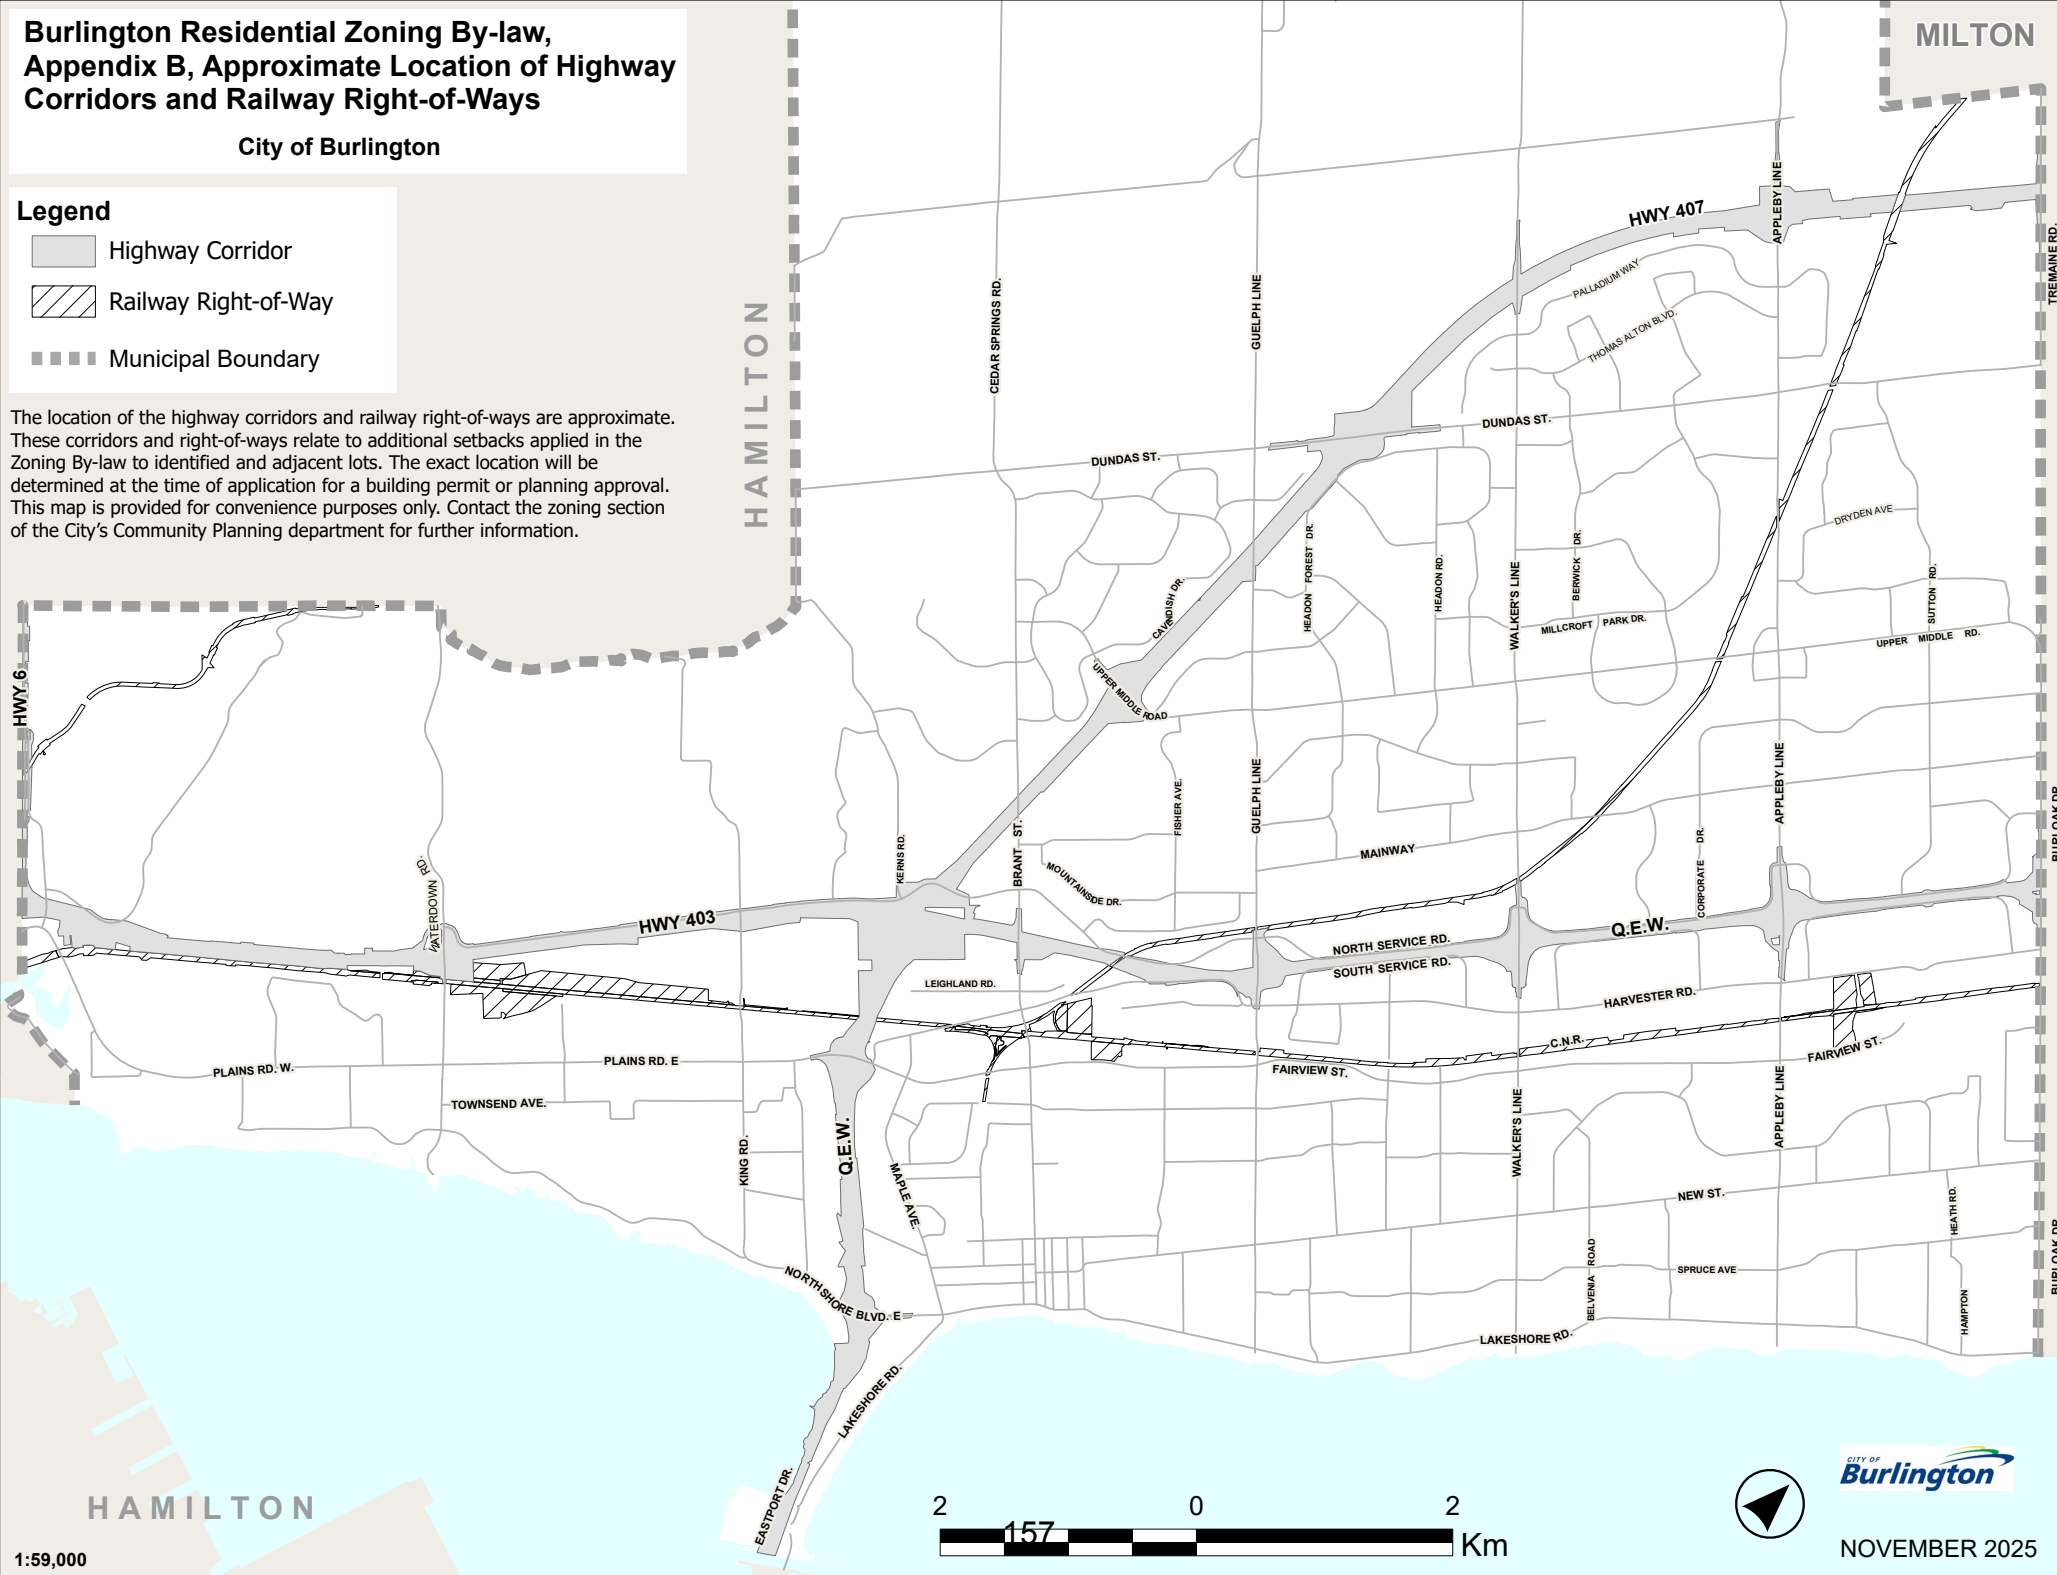 Burlington Residential Zoning By-law,
Appendix B, Approximate Location of Highway
Corridors and Railway Right-of-Ways
City of Burlington
Legend
Highway Corridor
Railway Right-of-Way
Municipal Boundary
The location of the highway corridors and railway right-of-ways are approximate.
These corridors and right-of-ways relate to additional setbacks applied in the
Zoning By-law to identified and adjacent lots. The exact location will be
determined at the time of application for a building permit or planning approval.
This map is provided for convenience purposes only. Contact the zoning section
of the City's Community Planning department for further information.
MILTON
HAMILTON
HWY 407
APPLEBY LINE
TREMAINE RD.
CEDAR SPRINGS RD.
GUELPH LINE
PALLADIUM WAY
THOMAS ALTON BLVD.
DUNDAS ST.
DUNDAS ST.
DRYDEN AVE
CAVENDISH DR.
HEADON FOREST DR.
HEADON RD.
WALKER'S LINE
BERWICK DR.
MILLCROFT PARK DR.
SUTTON RD.
UPPER MIDDLE RD.
UPPER MIDDLE ROAD
HWY 6
FISHER AVE.
GUELPH LINE
APPLEBY LINE
BURLOAK DR.
KERNS RD.
BRANT ST.
MOUNTAINSDE DR.
MAINWAY
CORPORATE DR.
WATERDOWN RD.
HWY 403
Q.E.W.
NORTH SERVICE RD.
SOUTH SERVICE RD.
LEIGHLAND RD.
HARVESTER RD.
C.N.R.
FAIRVIEW ST.
FAIRVIEW ST.
PLAINS RD. W.
PLAINS RD. E
TOWNSEND AVE.
KING RD.
Q.E.W.
MAPLE AVE.
WALKER'S LINE
APPLEBY LINE
NEW ST.
HEATH RD.
BURLOAK DR.
BELVENIA ROAD
SPRUCE AVE
HAMPTON
NORTH SHORE BLVD. E
LAKESHORE RD.
LAKESHORE RD.
EASTPORT DR.
HAMILTON
1:59,000
2 0 2
157
Km
CITY OF
Burlington
NOVEMBER 2025